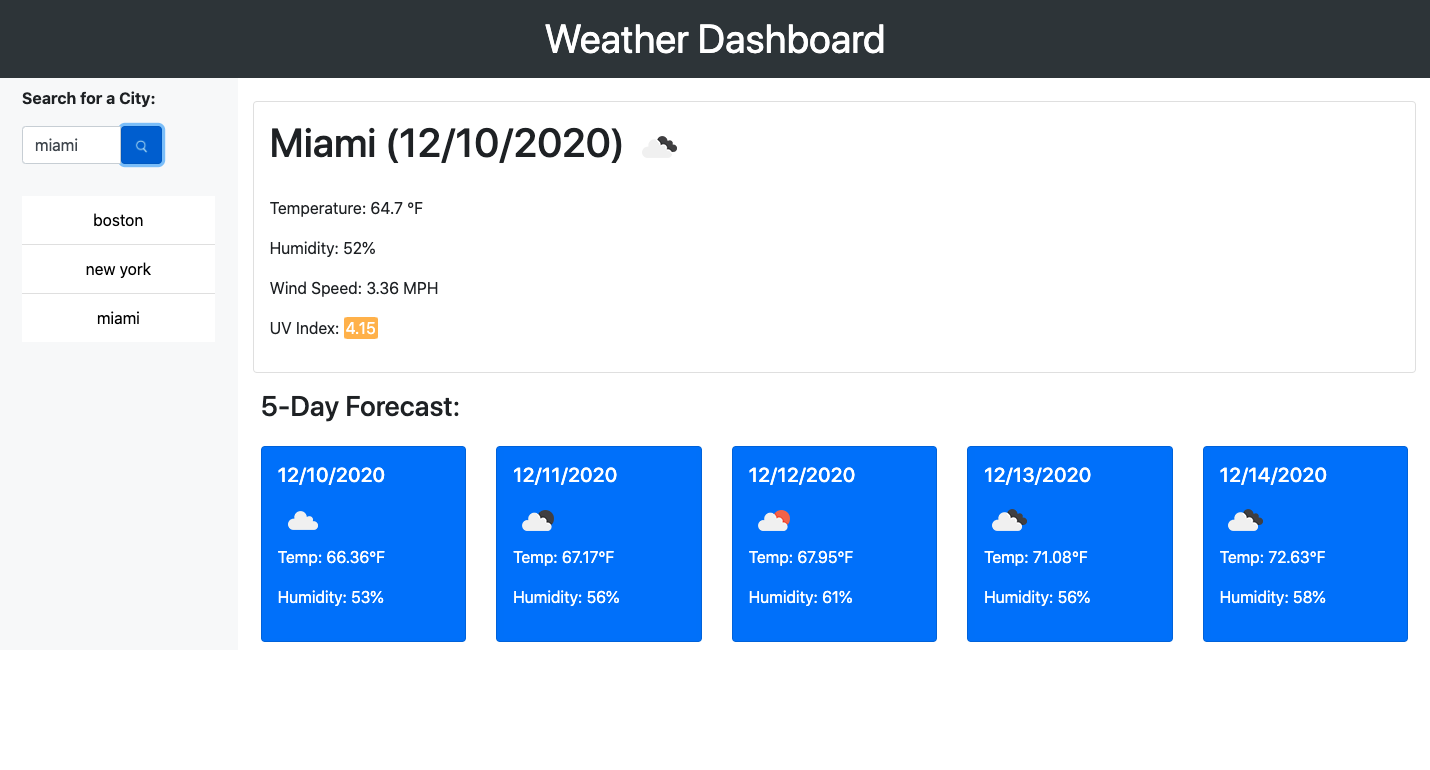 Weather Dashboard
Search for a City:
miami
boston
new york
miami
Miami (12/10/2020)
Temperature: 64.7 °F
Humidity: 52%
Wind Speed: 3.36 MPH
UV Index: 4.15
5-Day Forecast:
12/10/2020
Temp: 66.36°F
Humidity: 53%
12/11/2020
Temp: 67.17°F
Humidity: 56%
12/12/2020
Temp: 67.95°F
Humidity: 61%
12/13/2020
Temp: 71.08°F
Humidity: 56%
12/14/2020
Temp: 72.63°F
Humidity: 58%